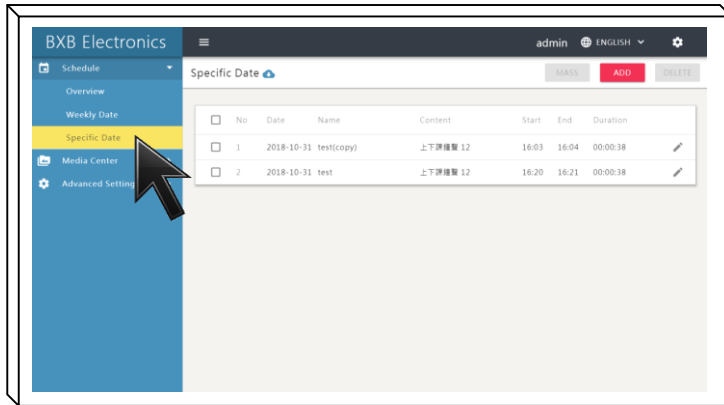 BXB Electronics
admin ENGLISH
Schedule
Overview
Weekly Date
Specific Date
Media Center
Advanced Setting
Specific Date
MASS ADD DELETE
No Date Name Content Start End Duration
1 2018-10-31 test(copy) 上下課鐘聲 12 16:03 16:04 00:00:38
2 2018-10-31 test 上下課鐘聲 12 16:20 16:21 00:00:38